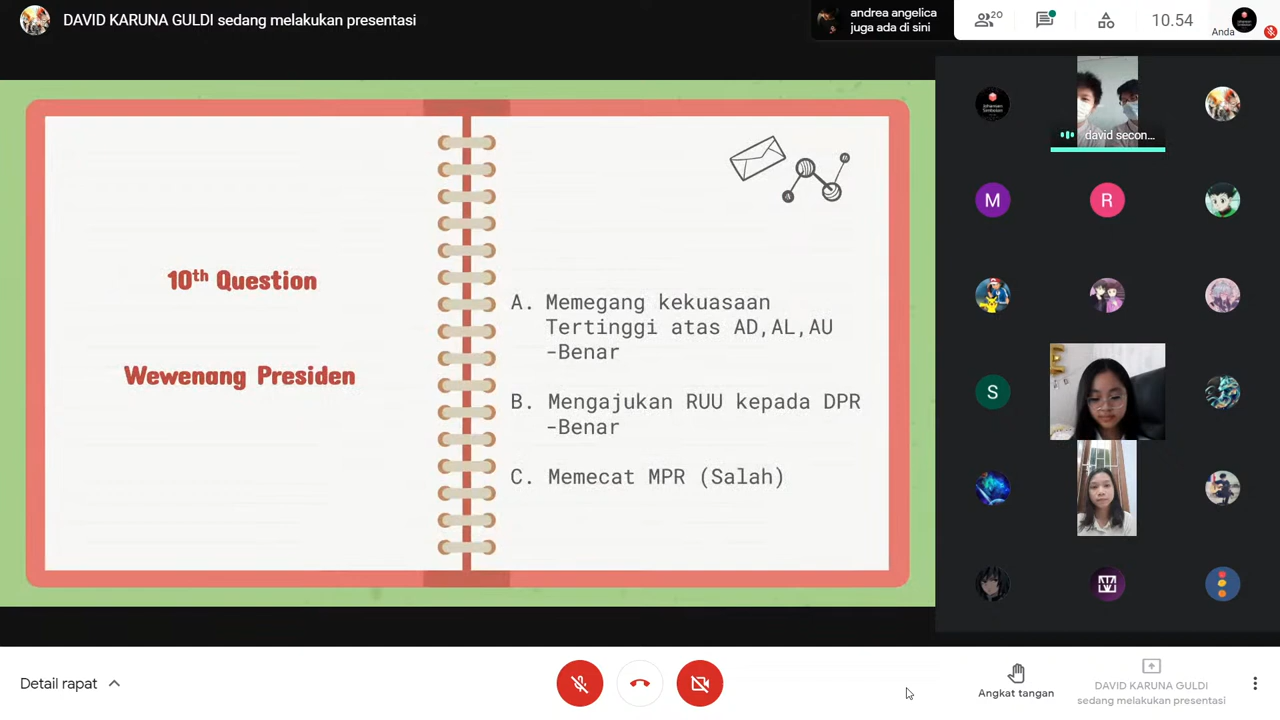 DAVID KARUNA GULDI sedang melakukan presentasi
andrea angelica
juga ada di sini
20
10.54
Anda
10th Question
Wewenang Presiden
A. Memegang kekuasaan
Tertinggi atas AD,AL,AU
-Benar
B. Mengajukan RUU kepada DPR
-Benar
C. Memecat MPR (Salah)
david secon...
M
R
S
Detail rapat
Angkat tangan
DAVID KARUNA GULDI
sedang melakukan presentasi